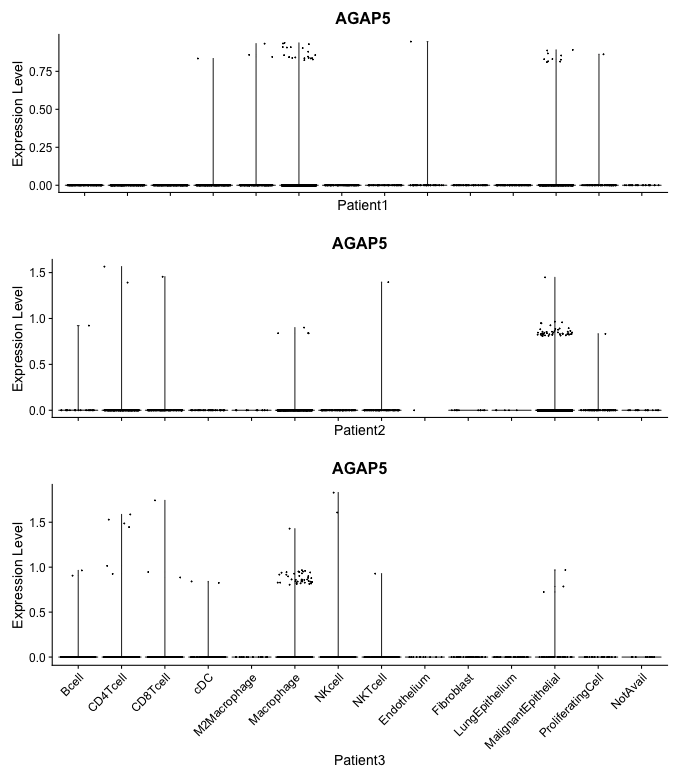 AGAP5
Expression Level
0.75
0.50
0.25
0.00
Patient1
AGAP5
Expression Level
1.5
1.0
0.5
0.0
Patient2
AGAP5
Expression Level
1.5
1.0
0.5
0.0
Bcell
CD4Tcell
CD8Tcell
cDC
M2Macrophage
Macrophage
NKcell
NKTcell
Endothelium
Fibroblast
LungEpithelium
MalignantEpithelial
ProliferatingCell
NotAvail
Patient3